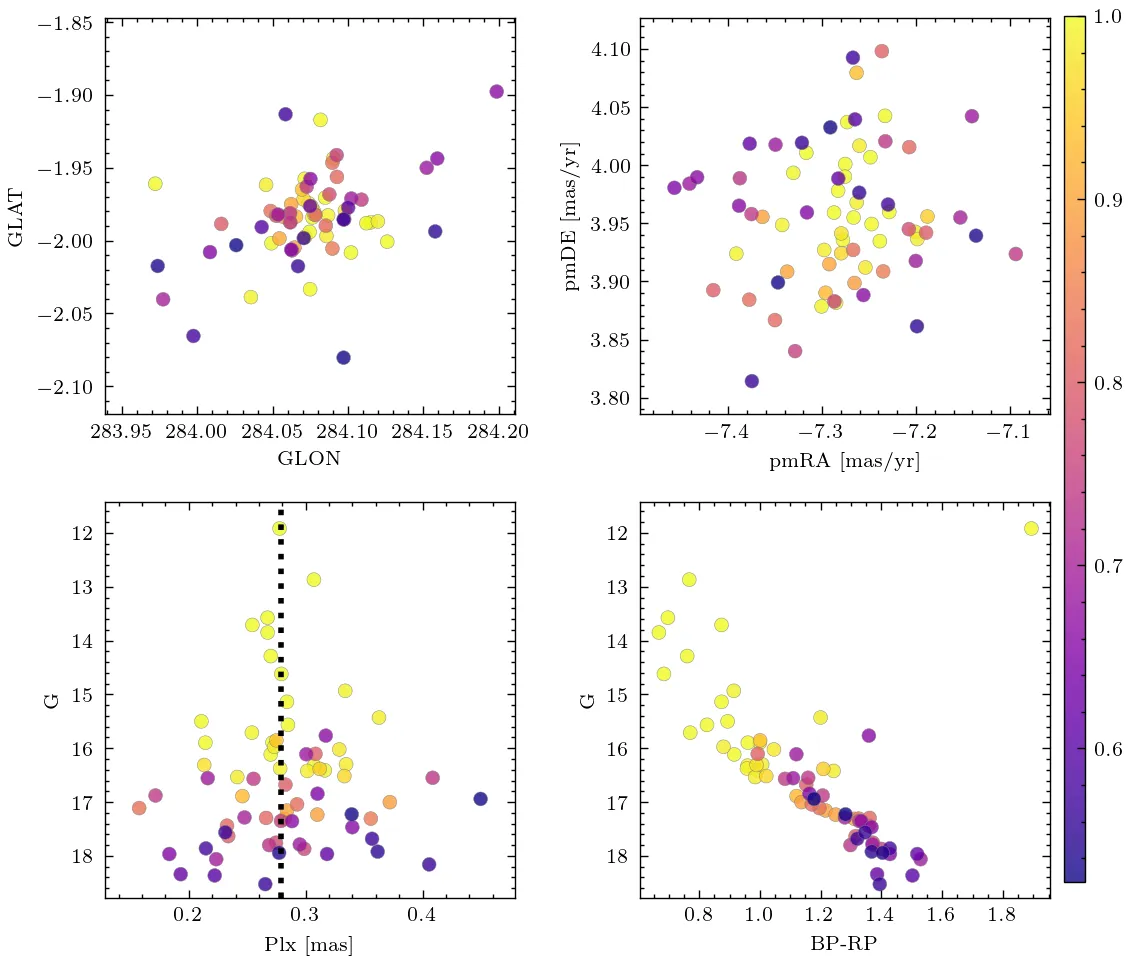 −1.85
−1.90
−1.95
−2.00
−2.05
−2.10
GLAT
283.95 284.00 284.05 284.10 284.15 284.20
GLON
4.10
4.05
4.00
3.95
3.90
3.85
3.80
pmDE [mas/yr]
−7.4 −7.3 −7.2 −7.1
pmRA [mas/yr]
1.0
0.9
0.8
0.7
0.6
12
13
14
15
16
17
18
G
0.2 0.3 0.4
Plx [mas]
12
13
14
15
16
17
18
G
0.8 1.0 1.2 1.4 1.6 1.8
BP-RP